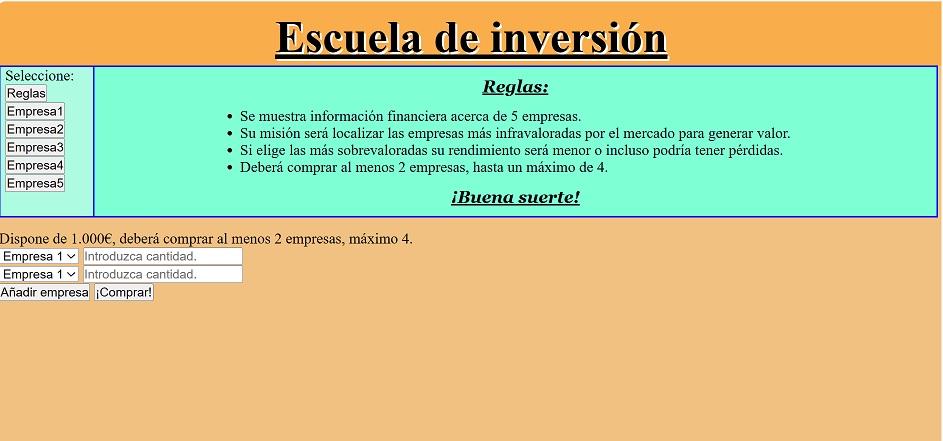 Escuela de inversión
Seleccione:
Reglas
Empresa1
Empresa2
Empresa3
Empresa4
Empresa5
Reglas:
Se muestra información financiera acerca de 5 empresas.
Su misión será localizar las empresas más infravaloradas por el mercado para generar valor.
Si elige las más sobrevaloradas su rendimiento será menor o incluso podría tener pérdidas.
Deberá comprar al menos 2 empresas, hasta un máximo de 4.
¡Buena suerte!
Dispone de 1.000€, deberá comprar al menos 2 empresas, máximo 4.
Empresa 1 Introduzca cantidad.
Empresa 1 Introduzca cantidad.
Añadir empresa ¡Comprar!